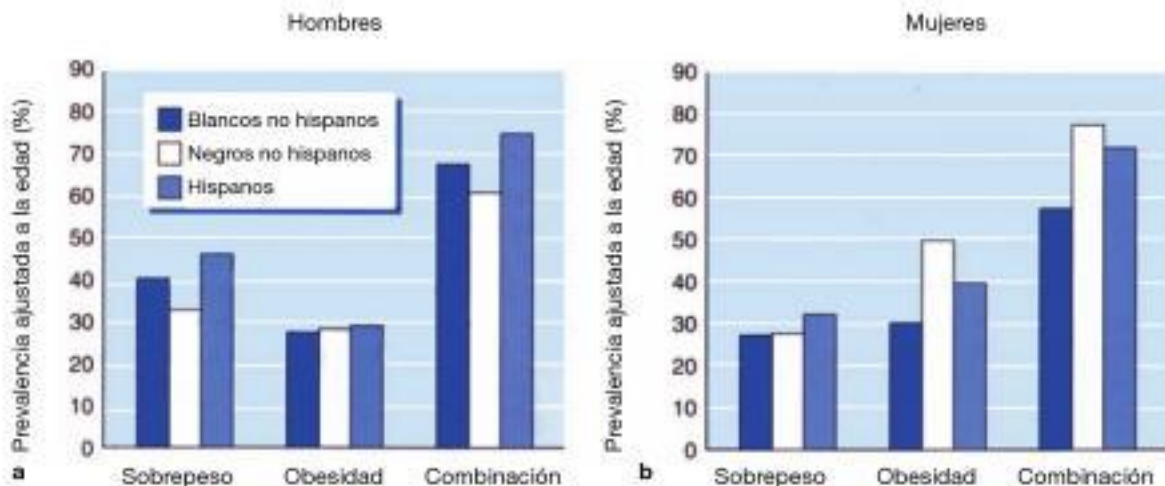 Hombres
Prevalencia ajustada a la edad (%)
90
80
70
60
50
40
30
20
10
0
Blancos no hispanos
Negros no hispanos
Hispanos
a
Sobrepeso
Obesidad
Combinación
Mujeres
Prevalencia ajustada a la edad (%)
90
80
70
60
50
40
30
20
10
0
b
Sobrepeso
Obesidad
Combinación